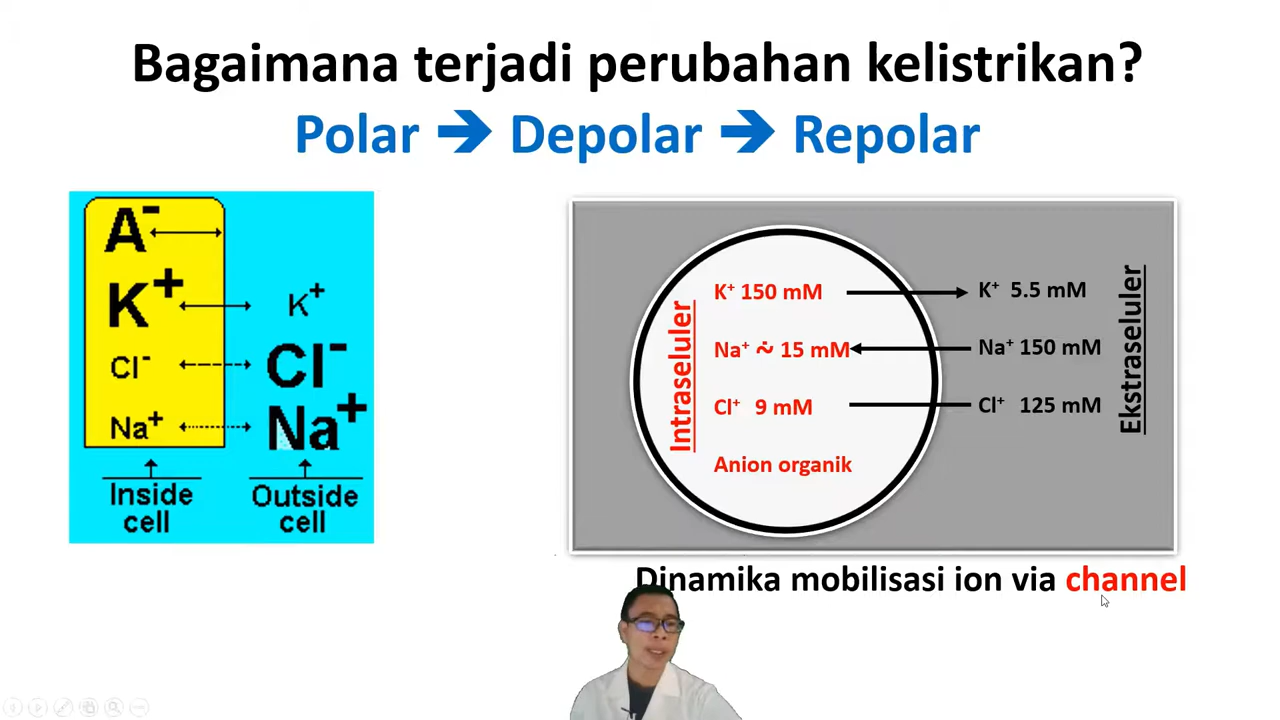 Bagaimana terjadi perubahan kelistrikan?
Polar ➔ Depolar ➔ Repolar
A-
K+ K+
Cl- Cl-
Na+ Na+
Inside cell
Outside cell
Intraseluler
K+ 150 mM
Na+ ~ 15 mM
Cl+ 9 mM
Anion organik
K+ 5.5 mM
Na+ 150 mM
Cl+ 125 mM
Ekstraseluler
Dinamika mobilisasi ion via channel